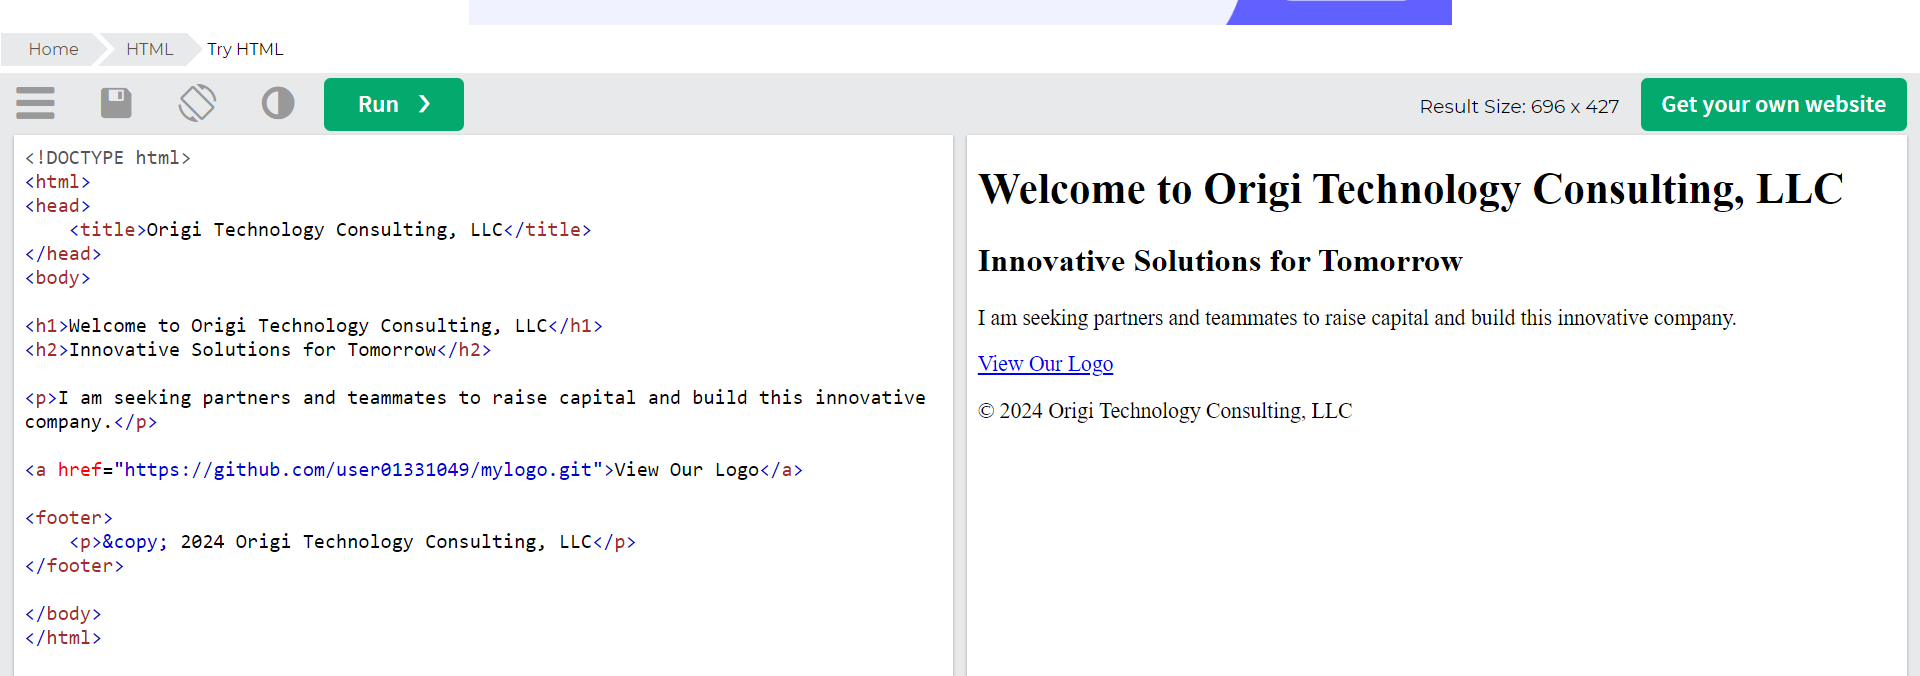 Home HTML Try HTML
Run ❯ Result Size: 696 x 427 Get your own website
<!DOCTYPE html>
<html>
<head>
    <title>Origi Technology Consulting, LLC</title>
</head>
<body>
<h1>Welcome to Origi Technology Consulting, LLC</h1>
<h2>Innovative Solutions for Tomorrow</h2>
<p>I am seeking partners and teammates to raise capital and build this innovative
company.</p>
<a href="https://github.com/user01331049/mylogo.git">View Our Logo</a>
<footer>
    <p>&copy; 2024 Origi Technology Consulting, LLC</p>
</footer>
</body>
</html>
Welcome to Origi Technology Consulting, LLC
Innovative Solutions for Tomorrow
I am seeking partners and teammates to raise capital and build this innovative company.
View Our Logo
© 2024 Origi Technology Consulting, LLC